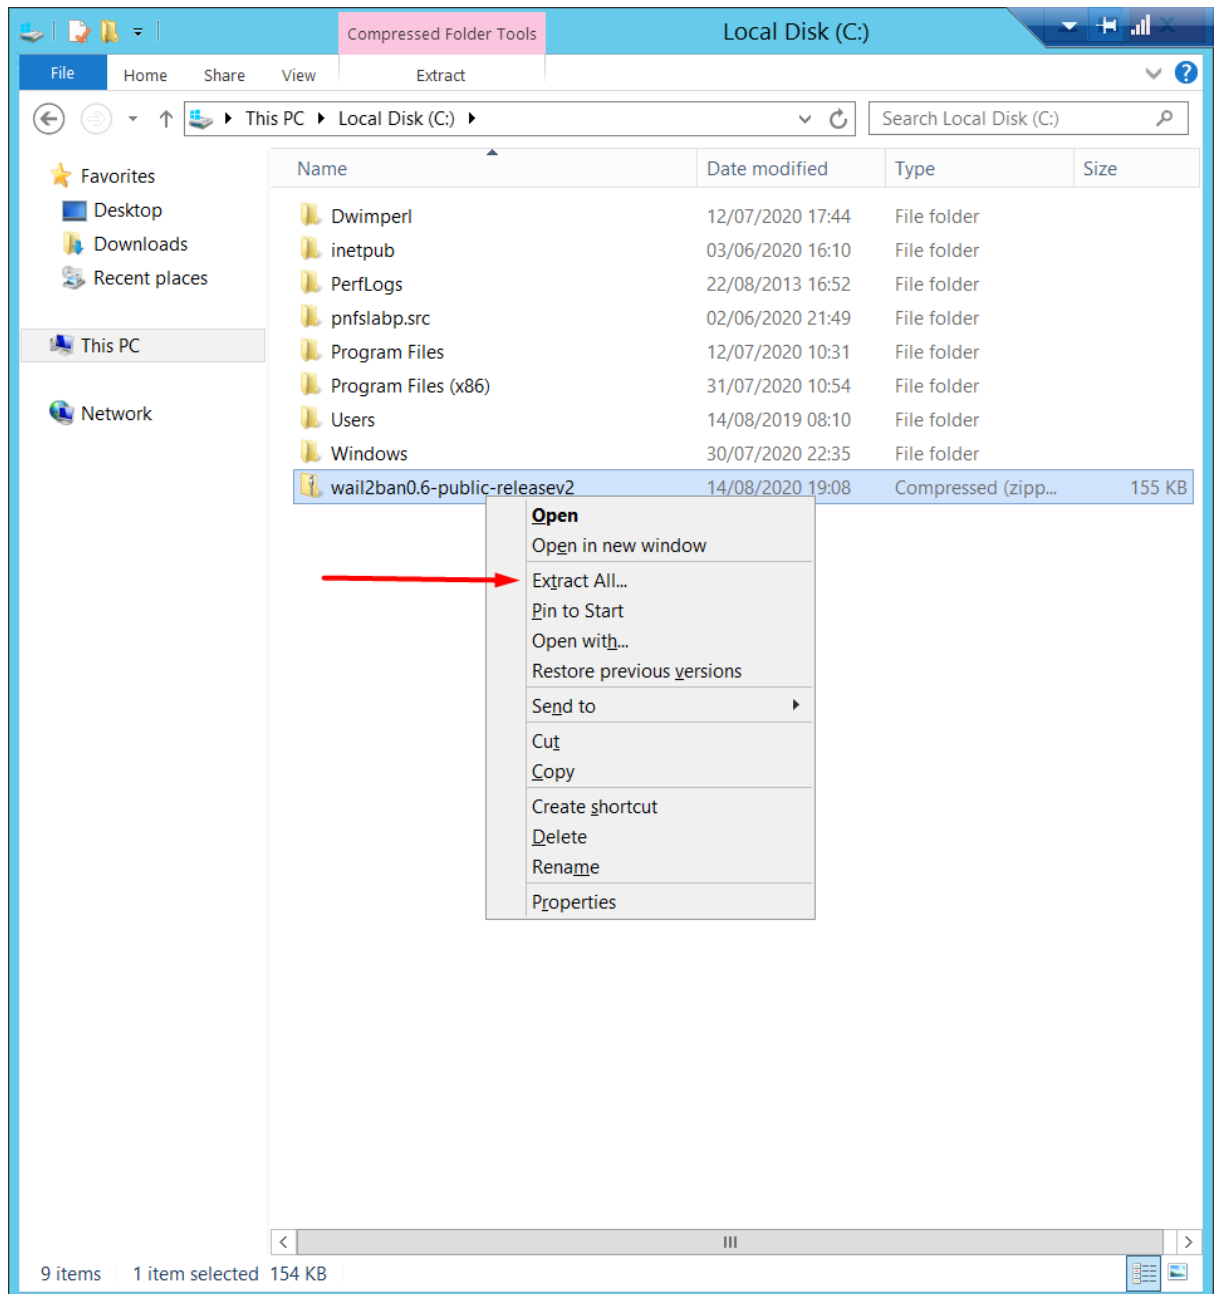 Compressed Folder Tools
Local Disk (C:)
File Home Share View Extract
This PC Local Disk (C:)
Search Local Disk (C:)
Favorites
Desktop
Downloads
Recent places
This PC
Network
Name Date modified Type Size
Dwimperl 12/07/2020 17:44 File folder
inetpub 03/06/2020 16:10 File folder
PerfLogs 22/08/2013 16:52 File folder
pnfslabp.src 02/06/2020 21:49 File folder
Program Files 12/07/2020 10:31 File folder
Program Files (x86) 31/07/2020 10:54 File folder
Users 14/08/2019 08:10 File folder
Windows 30/07/2020 22:35 File folder
wail2ban0.6-public-releasev2 14/08/2020 19:08 Compressed (zipp... 155 KB
Open
Open in new window
Extract All...
Pin to Start
Open with...
Restore previous versions
Send to
Cut
Copy
Create shortcut
Delete
Rename
Properties
9 items 1 item selected 154 KB